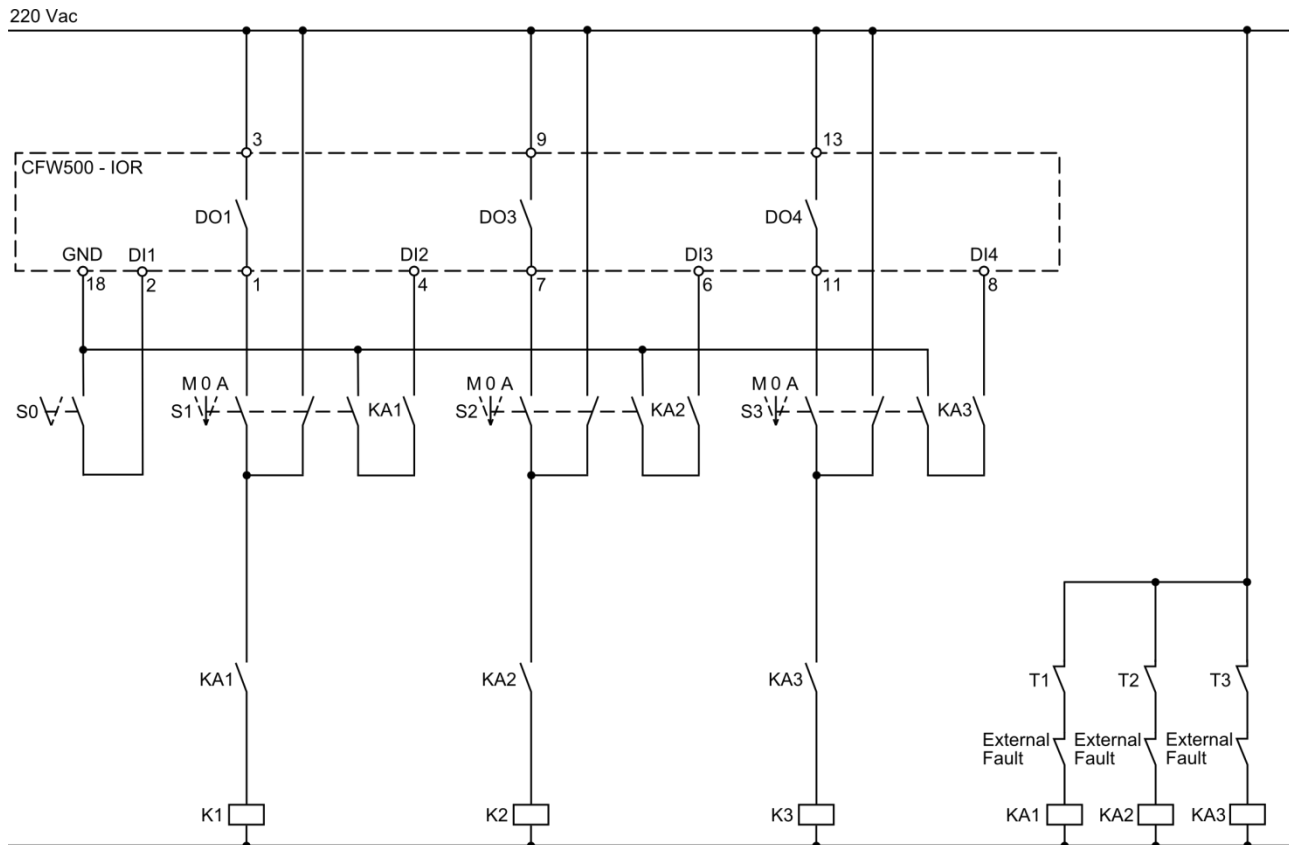 220 Vac
3
9
13
CFW500 - IOR
DO1
DO3
DO4
GND
DI1
DI2
DI3
DI4
18
2
1
4
7
6
11
8
M 0 A
M 0 A
M 0 A
S0
S1
KA1
S2
KA2
S3
KA3
KA1
KA2
KA3
T1
T2
T3
External
Fault
External
Fault
External
Fault
K1
K2
K3
KA1
KA2
KA3